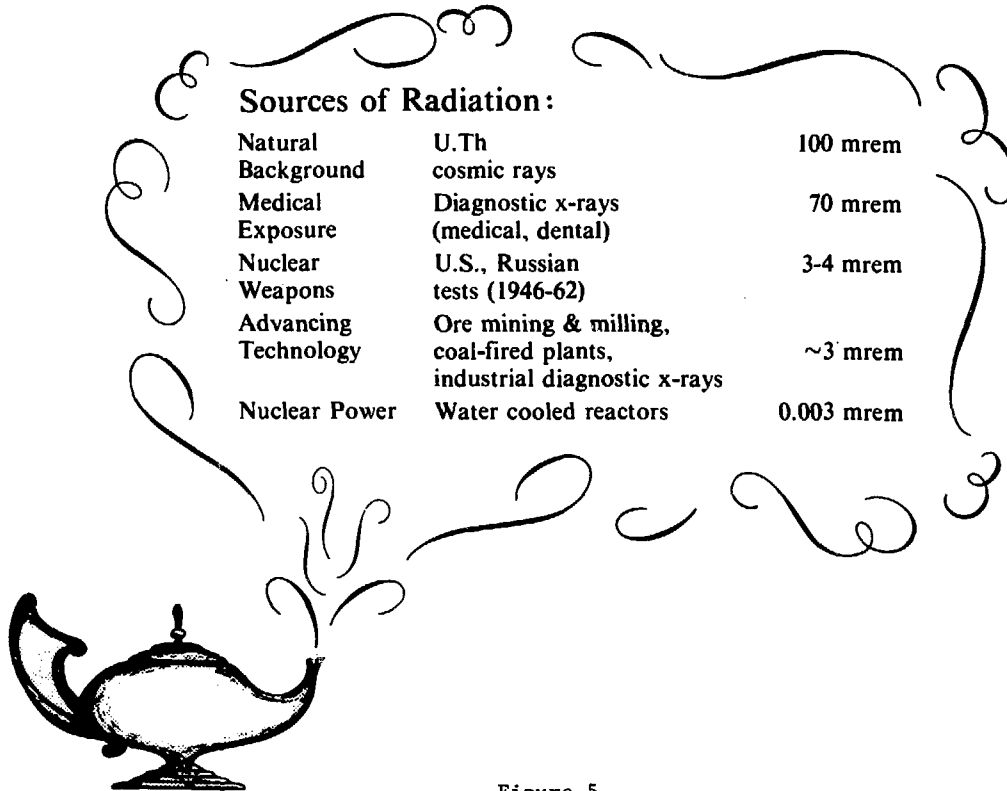 Sources of Radiation:
Natural U.Th 100 mrem
Background cosmic rays
Medical Diagnostic x-rays 70 mrem
Exposure (medical, dental)
Nuclear U.S., Russian 3-4 mrem
Weapons tests (1946-62)
Advancing Ore mining & milling,
Technology coal-fired plants, ~3 mrem
industrial diagnostic x-rays
Nuclear Power Water cooled reactors 0.003 mrem
Figure 5